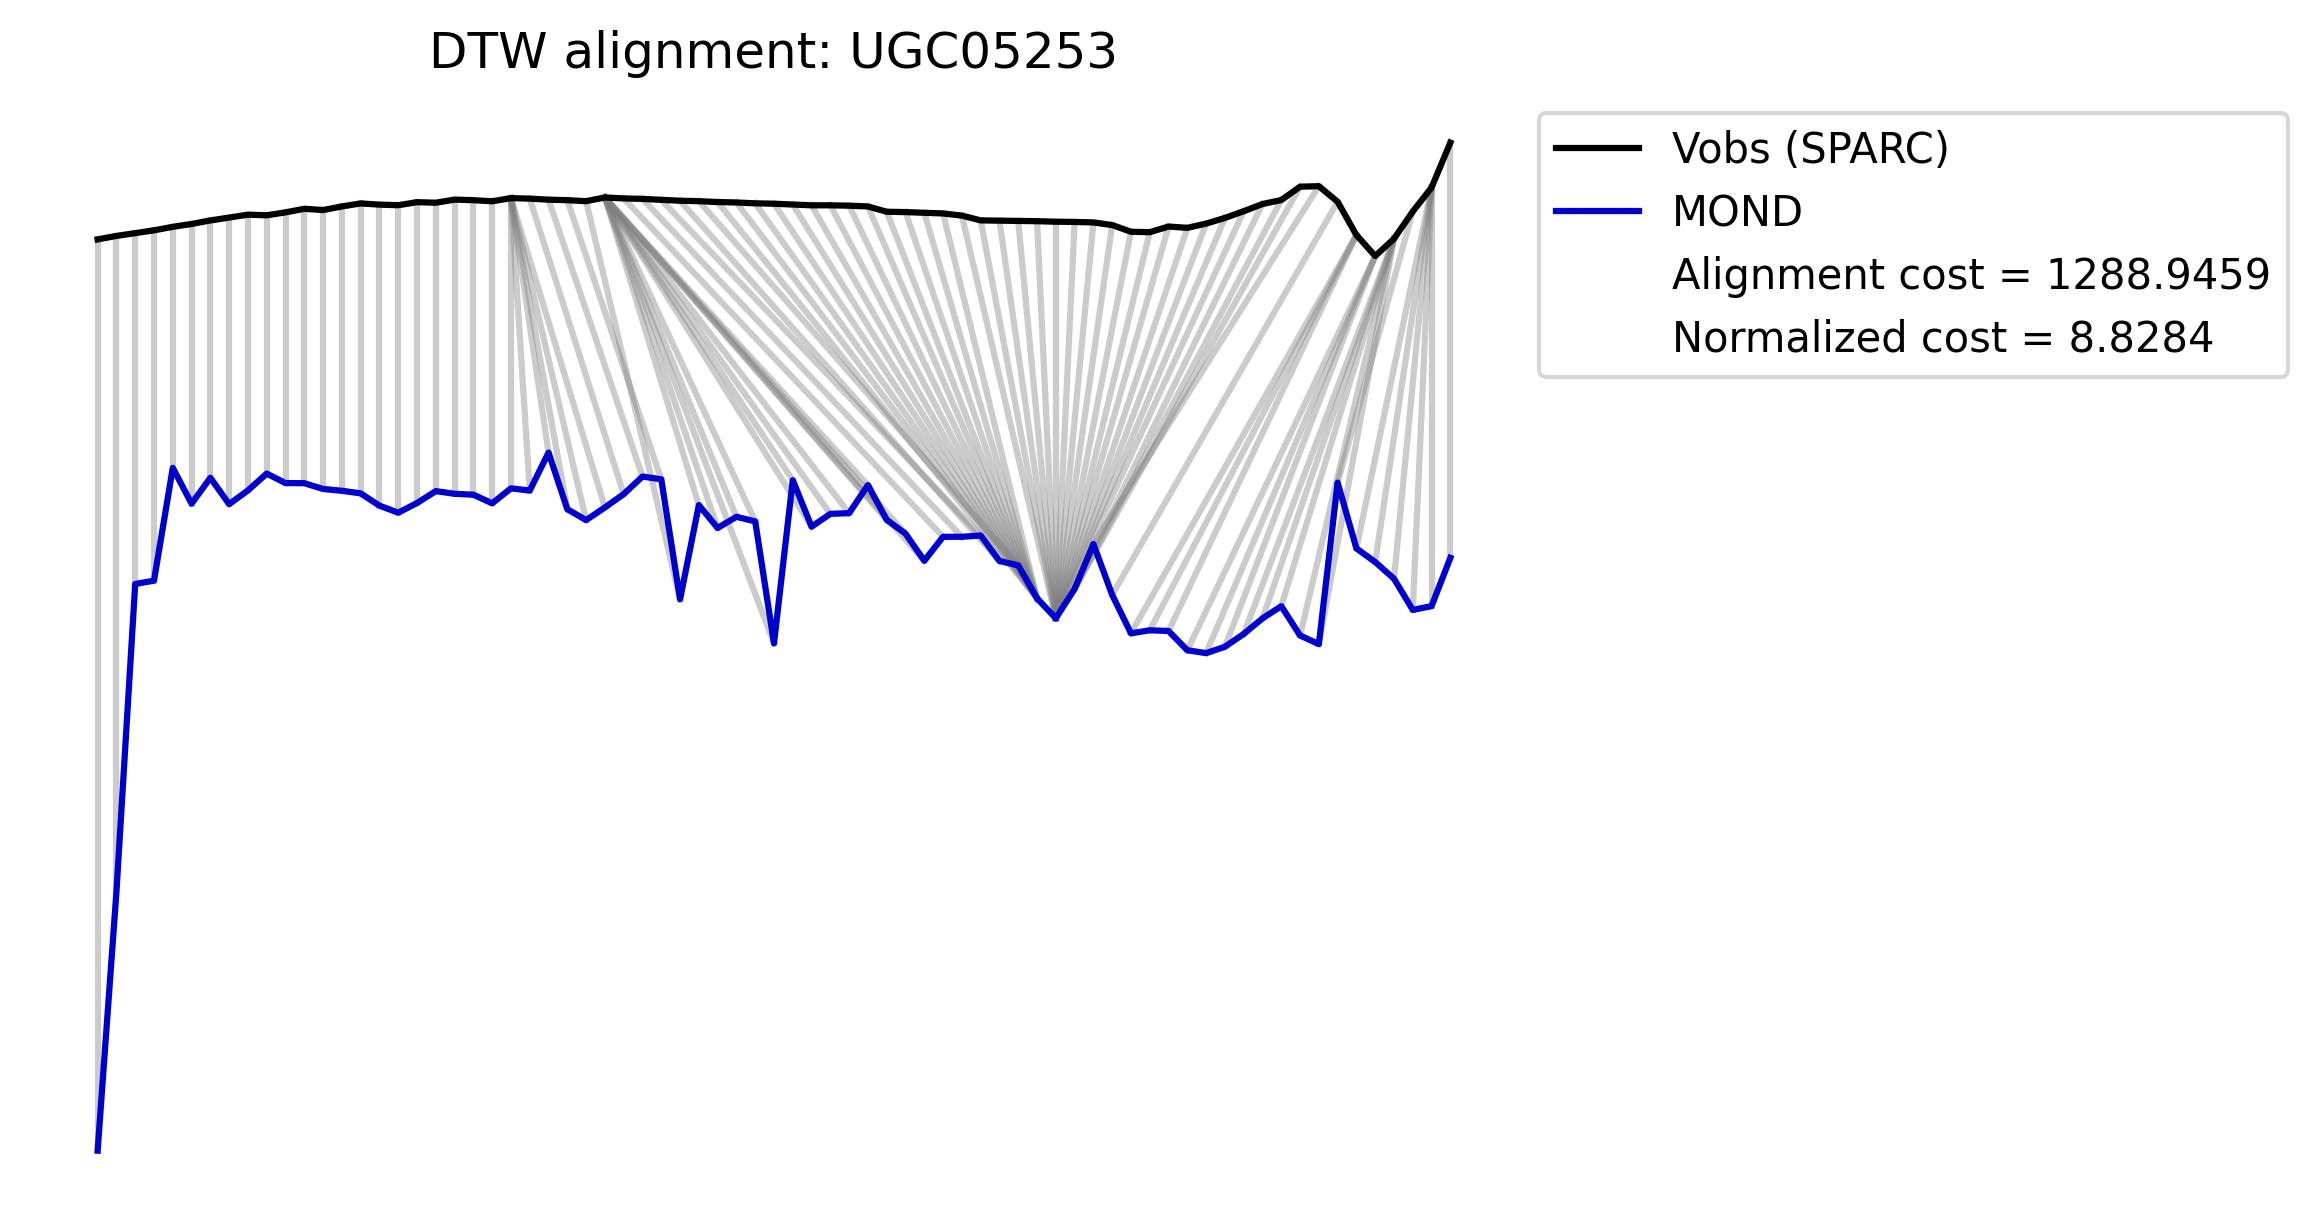 DTW alignment: UGC05253
Vobs (SPARC)
MOND
Alignment cost = 1288.9459
Normalized cost = 8.8284